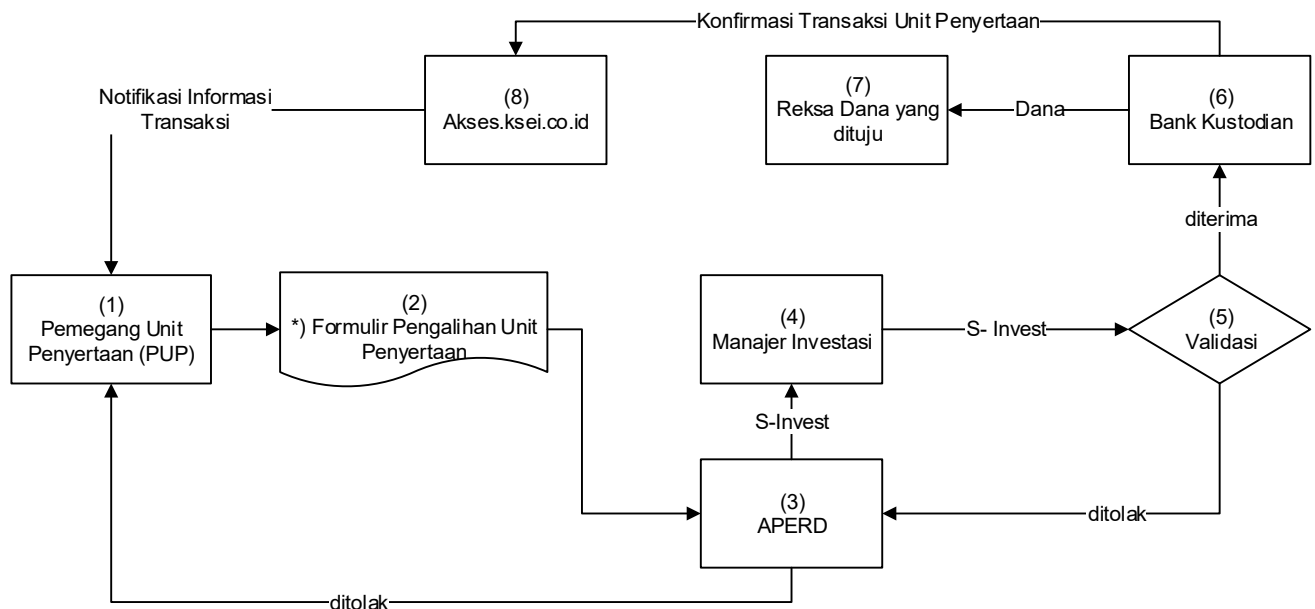 Konfirmasi Transaksi Unit Penyertaan
(8)
Akses.ksei.co.id
(7)
Reksa Dana yang
dituju
Dana
(6)
Bank Kustodian
Notifikasi Informasi
Transaksi
diterima
(1)
Pemegang Unit
Penyertaan (PUP)
(2)
*) Formulir Pengalihan Unit
Penyertaan
(4)
Manajer Investasi
S- Invest
(5)
Validasi
S-Invest
(3)
APERD
ditolak
ditolak